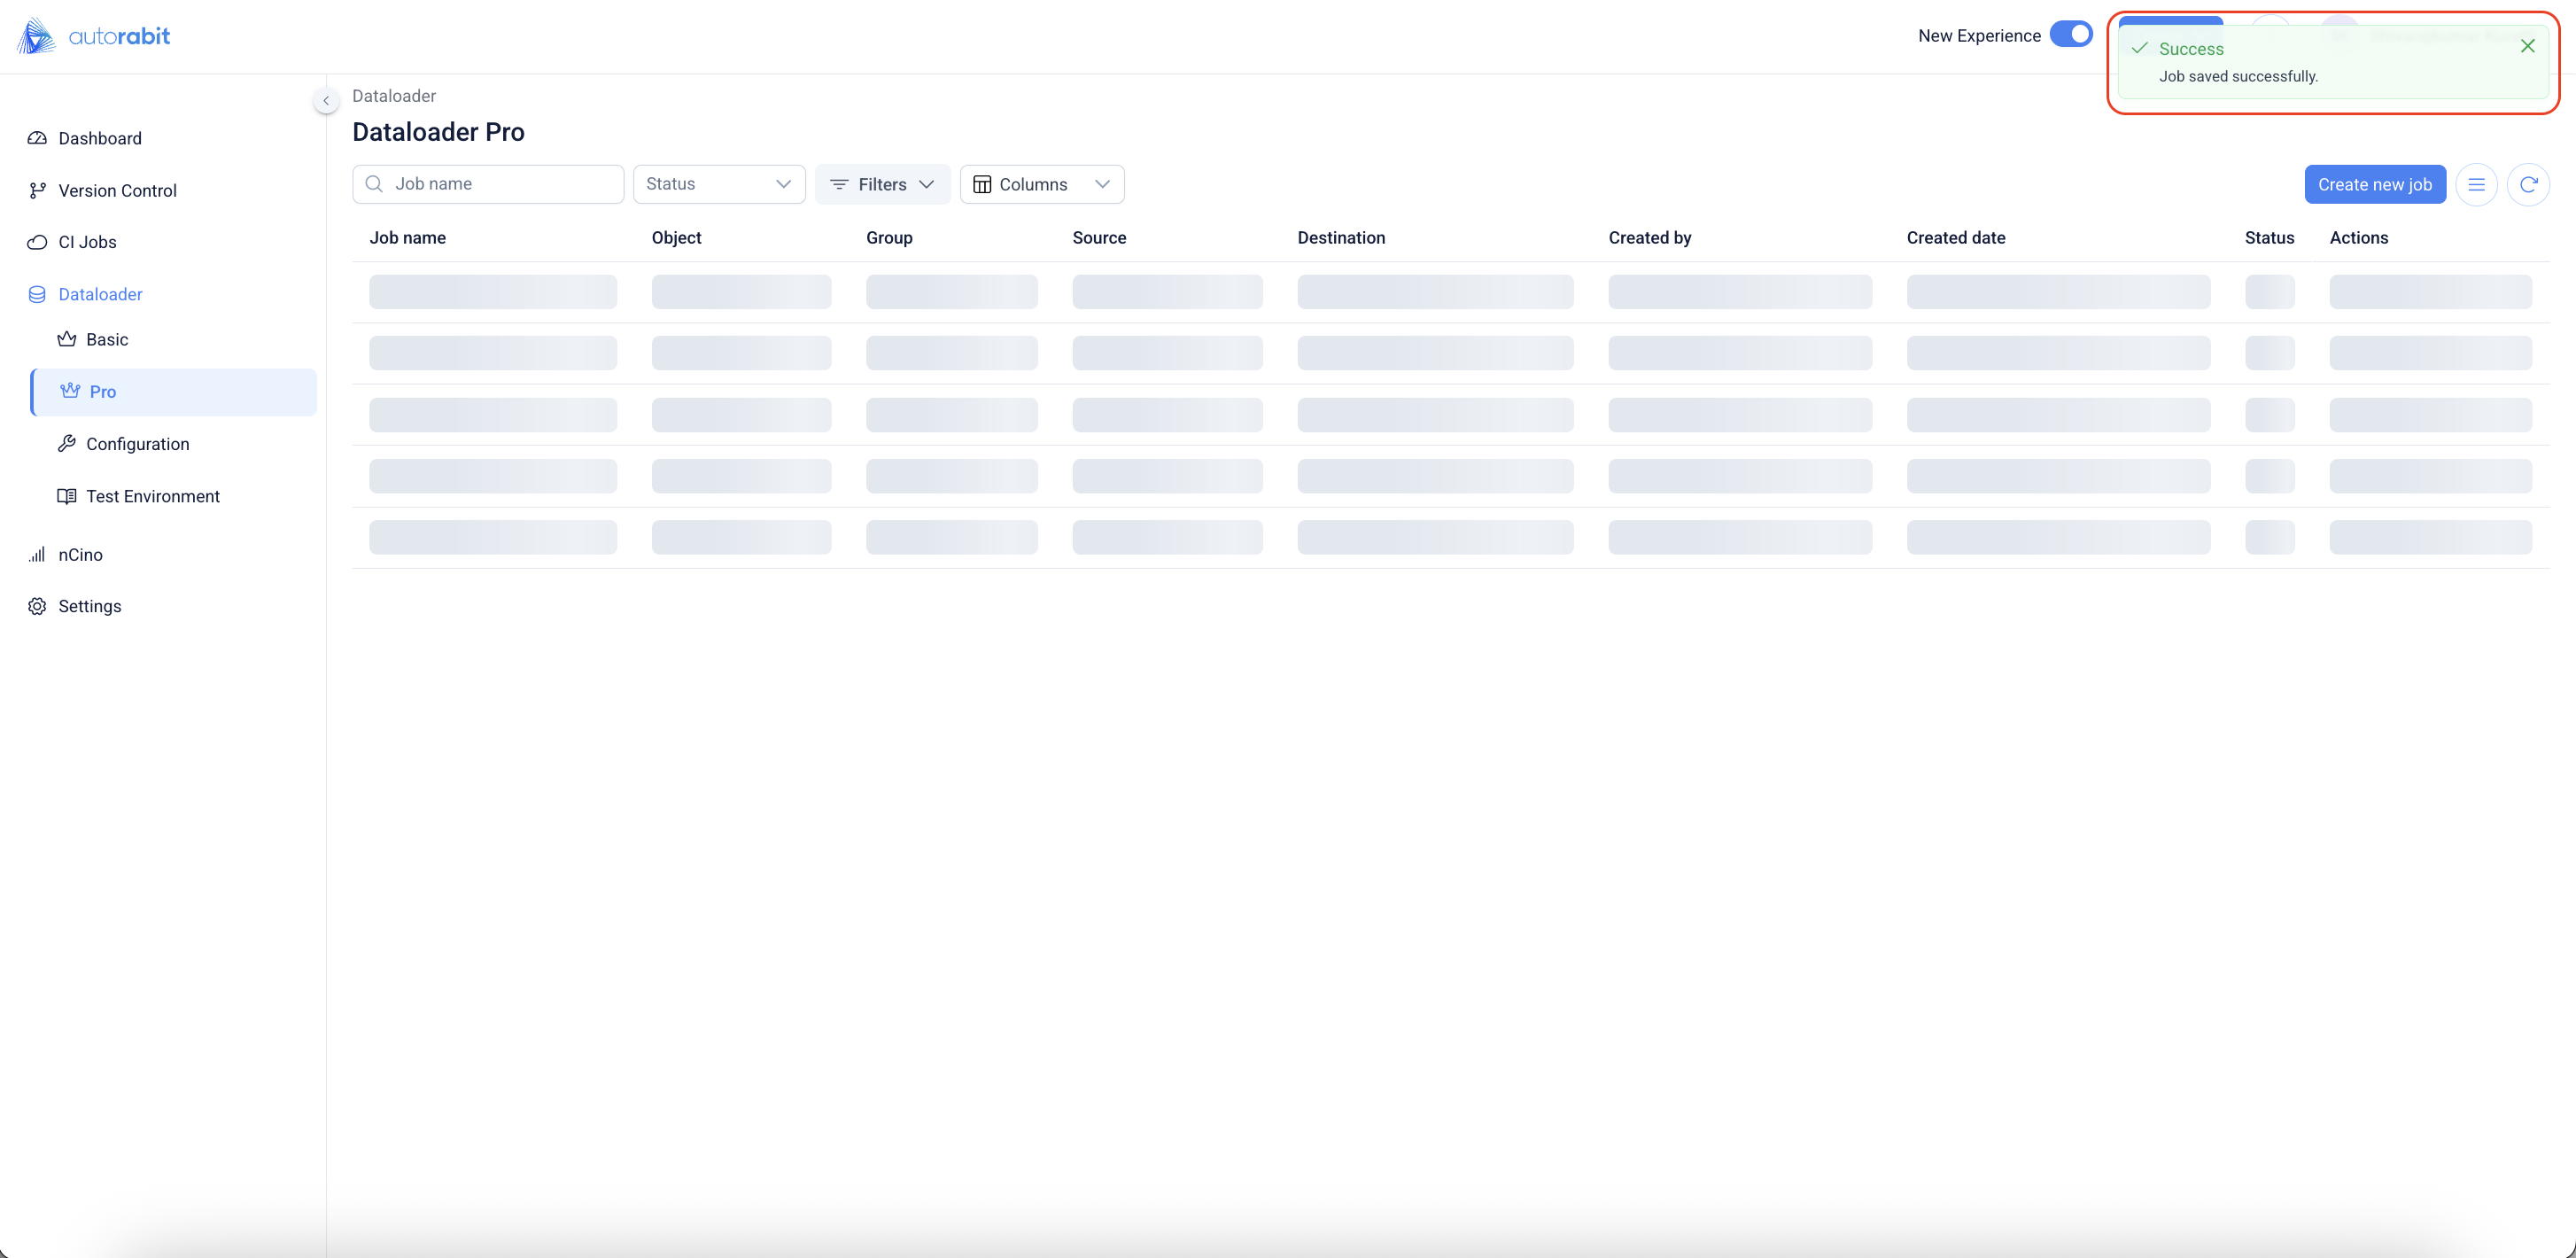 autorabit
New Experience
Success
Job saved successfully.
Dashboard
Version Control
CI Jobs
Dataloader
Basic
Pro
Configuration
Test Environment
nCino
Settings
Dataloader
Dataloader Pro
Job name
Status
Filters
Columns
Create new job
Job name Object Group Source Destination Created by Created date Status Actions